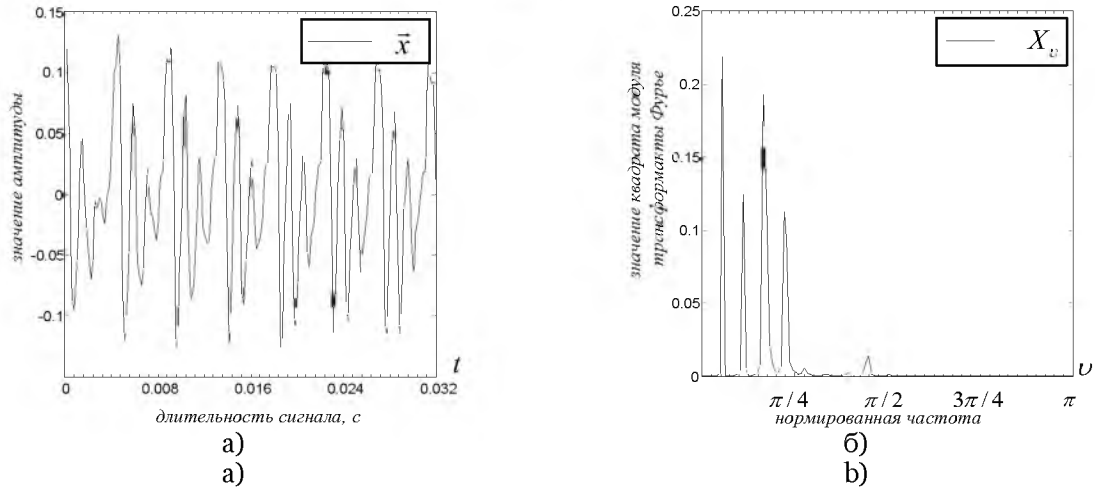 0.15
0.1
0.05
0
-0.05
-0.1
значение амплитуды
x⃗
0 0.008 0.016 0.024 0.032
t
длительность сигнала, с
а)
a)
0.25
0.2
0.15
0.1
0.05
0
значение квадрата модуля
трансформакты Фурье
X_υ
υ
π / 4 π / 2 3π / 4 π
нормированная частота
б)
b)